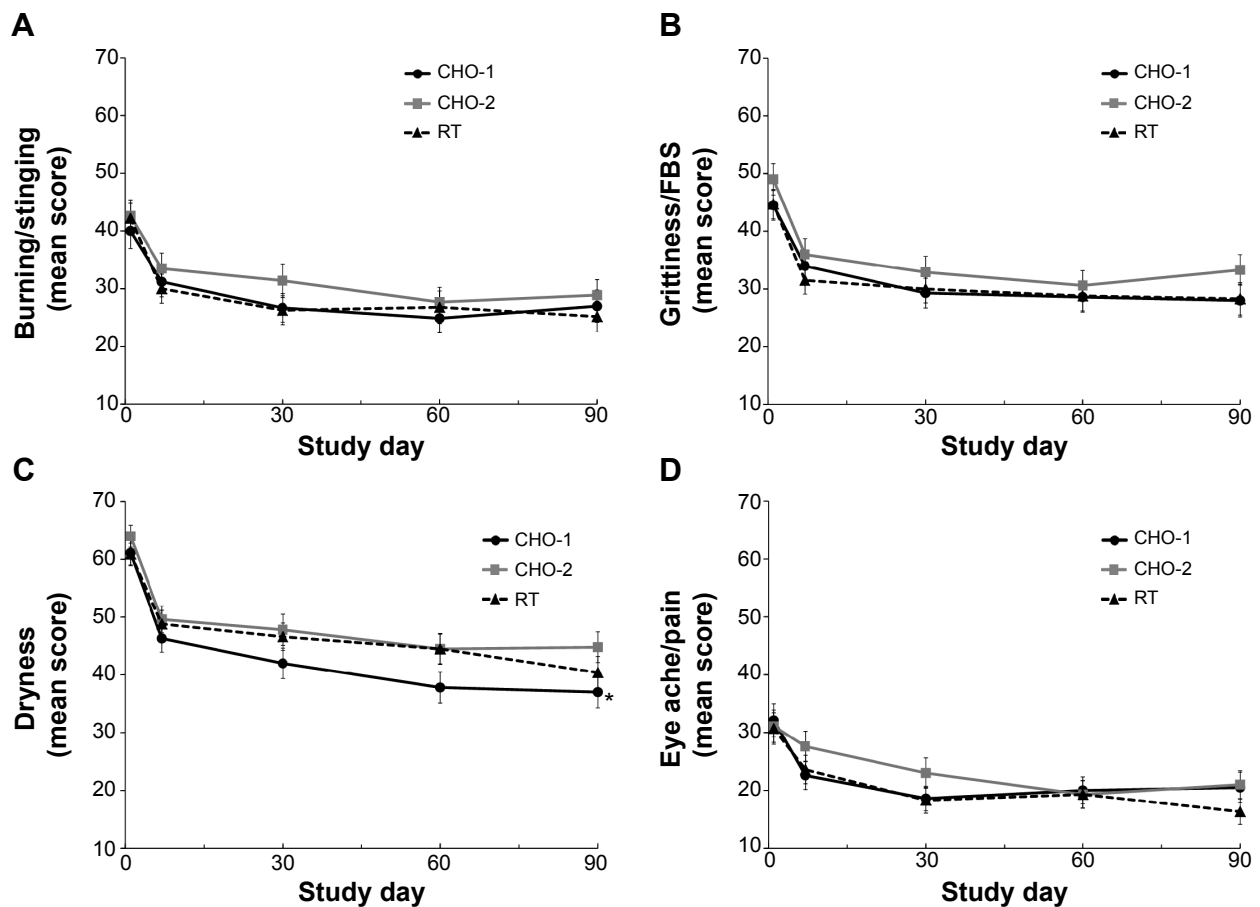 A
70
60
50
40
30
20
10
0
30
60
90
Burning/stinging
(mean score)
Study day
CHO-1
CHO-2
RT
B
70
60
50
40
30
20
10
0
30
60
90
Grittiness/FBS
(mean score)
Study day
CHO-1
CHO-2
RT
C
70
60
50
40
30
20
10
0
30
60
90
Dryness
(mean score)
Study day
CHO-1
CHO-2
RT
*
D
70
60
50
40
30
20
10
0
30
60
90
Eye ache/pain
(mean score)
Study day
CHO-1
CHO-2
RT